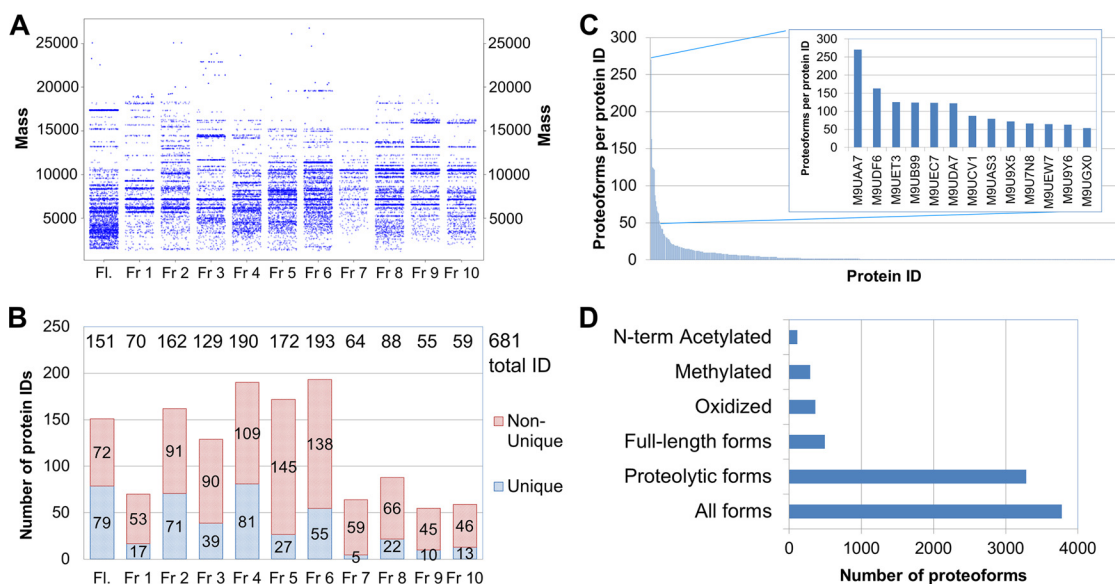 A
Mass
25000
20000
15000
10000
5000
25000
20000
15000
10000
5000
Mass
Fl. Fr 1 Fr 2 Fr 3 Fr 4 Fr 5 Fr 6 Fr 7 Fr 8 Fr 9 Fr 10
B
Number of protein IDs
250
200
150
100
50
0
151 70 162 129 190 172 193 64 88 55 59 681
total ID
72 53 91 90 109 145 138 59 66 45 46
79 17 71 39 81 27 55 5 22 10 13
Non-
Unique
Unique
Fl. Fr 1 Fr 2 Fr 3 Fr 4 Fr 5 Fr 6 Fr 7 Fr 8 Fr 9 Fr 10
C
Proteoforms per protein ID
300
250
200
150
100
50
0
Protein ID
Proteoforms per protein ID
300
250
200
150
100
50
0
M9UAA7
M9UDF6
M9UET3
M9UB99
M9UEC7
M9UDA7
M9UCV1
M9UAS3
M9U9X5
M9U7N8
M9UEW7
M9U9Y6
M9UGX0
D
N-term Acetylated
Methylated
Oxidized
Full-length forms
Proteolytic forms
All forms
0 1000 2000 3000 4000
Number of proteoforms